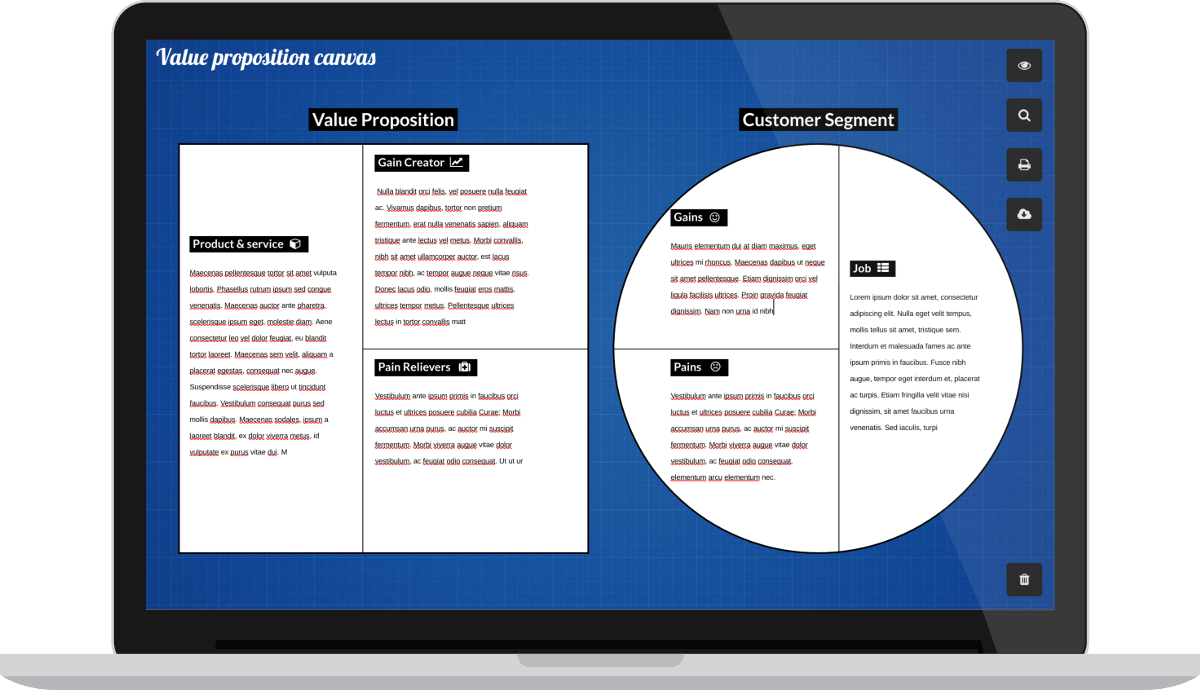 Value proposition canvas
Value Proposition
Customer Segment
Product & service
Maecenas pellentesque tortor sit amet vulputa
lobortis. Phasellus rutrum ipsum sed congue
venenatis. Maecenas auctor ante pharetra,
scelerisque ipsum eget, molestie diam. Aene
consectetur leo vel dolor feugiat, eu blandit
tortor laoreet. Maecenas sem velit, aliquam a
placerat egestas, consequat nec augue.
Suspendisse scelerisque libero ut tincidunt
faucibus. Vestibulum consequat purus sed
mollis dapibus. Maecenas sodales, ipsum a
laoreet blandit, ex dolor viverra metus, id
vulputate ex purus vitae dui. M
Gain Creator
Nulla blandit orci felis, vel posuere nulla feugiat
ac. Vivamus dapibus, tortor non pretium
fermentum, erat nulla venenatis sapien, aliquam
tristique ante lectus vel metus. Morbi convallis,
nibh sit amet ullamcorper auctor, est lacus
tempor nibh, ac tempor augue neque vitae risus.
Donec lacus odio, mollis feugiat eros mattis,
ultrices tempor metus. Pellentesque ultrices
lectus in tortor convallis matt
Pain Relievers
Vestibulum ante ipsum primis in faucibus orci
luctus et ultrices posuere cubilia Curae; Morbi
accumsan urna purus, ac auctor mi suscipit
fermentum. Morbi viverra augue vitae dolor
vestibulum, ac feugiat odio consequat. Ut ut ur
Gains
Mauris elementum dui at diam maximus, eget
ultrices mi rhoncus. Maecenas dapibus ut neque
sit amet pellentesque. Etiam dignissim orci vel
ligula facilisis ultrices. Proin gravida feugiat
dignissim. Nam non urna id nibh
Pains
Vestibulum ante ipsum primis in faucibus orci
luctus et ultrices posuere cubilia Curae; Morbi
accumsan urna purus, ac auctor mi suscipit
fermentum. Morbi viverra augue vitae dolor
vestibulum, ac feugiat odio consequat.
elementum arcu elementum nec.
Job
Lorem ipsum dolor sit amet, consectetur
adipiscing elit. Nulla eget velit tempus,
mollis tellus sit amet, tristique sem.
Interdum et malesuada fames ac ante
ipsum primis in faucibus. Fusce nibh
augue, tempor eget interdum et, placerat
ac turpis. Etiam fringilla velit vitae nisi
dignissim, sit amet faucibus urna
venenatis. Sed iaculis, turpi